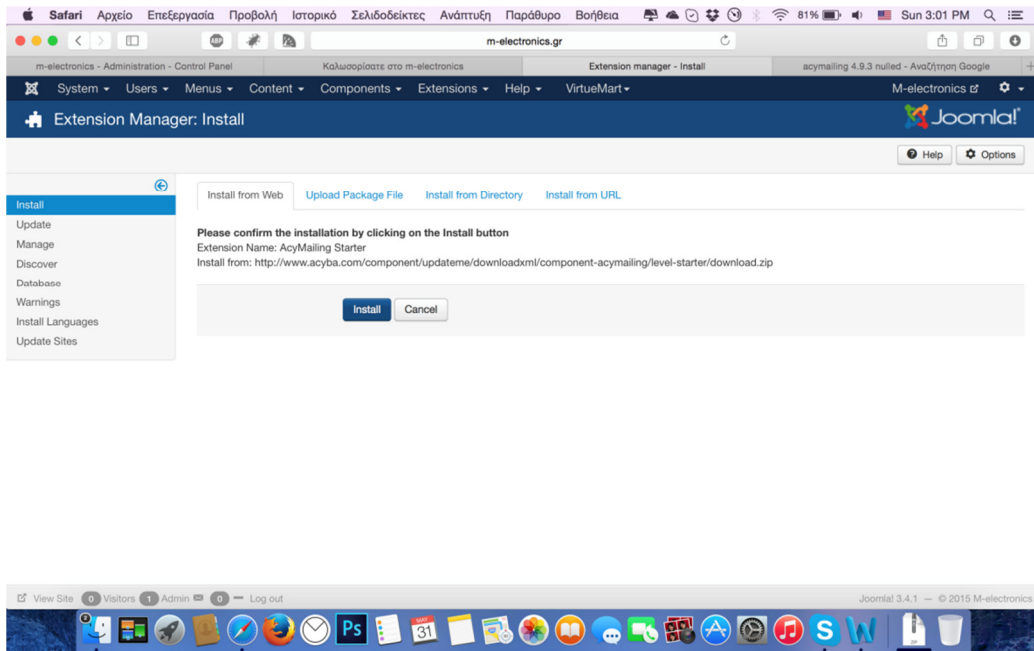 Safari Αρχείο Επεξεργασία Προβολή Ιστορικό Σελιδοδείκτες Ανάπτυξη Παράθυρο Βοήθεια 81% Sun 3:01 PM
ABP m-electronics.gr
m-electronics - Administration - Control Panel Καλωσορίσατε στο m-electronics Extension manager - Install acymailing 4.9.3 nulled - Αναζήτηση Google
System Users Menus Content Components Extensions Help VirtueMart M-electronics
Extension Manager: Install Joomla!
Help Options
Install from Web Upload Package File Install from Directory Install from URL
Install
Update
Manage
Discover
Database
Warnings
Install Languages
Update Sites
Please confirm the installation by clicking on the Install button
Extension Name: AcyMailing Starter
Install from: http://www.acyba.com/component/updateme/downloadxml/component-acymailing/level-starter/download.zip
Install Cancel
View Site 0 Visitors 1 Admin 0 Log out Joomla! 3.4.1 — © 2015 M-electronics
Ps MAY 31 S W ZIP